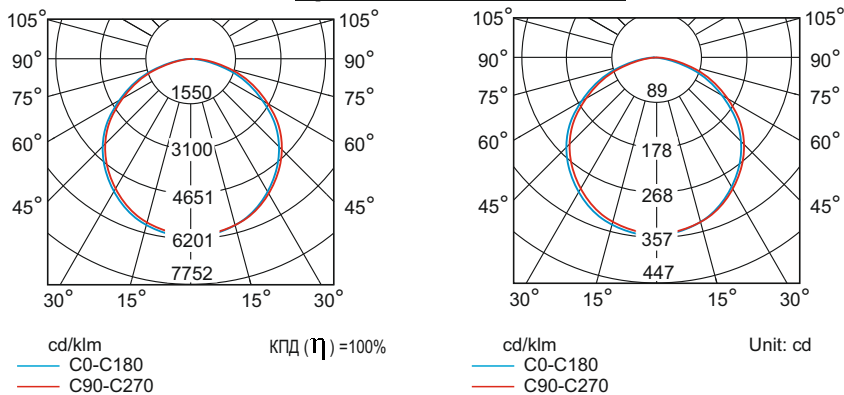 105° 105°
90° 90°
75° 75°
60° 60°
45° 45°
30° 15° 15° 30°
1550
3100
4651
6201
7752
cd/klm
C0-C180
C90-C270
КПД (η) =100%
105° 105°
90° 90°
75° 75°
60° 60°
45° 45°
30° 15° 15° 30°
89
178
268
357
447
cd/klm
C0-C180
C90-C270
Unit: cd